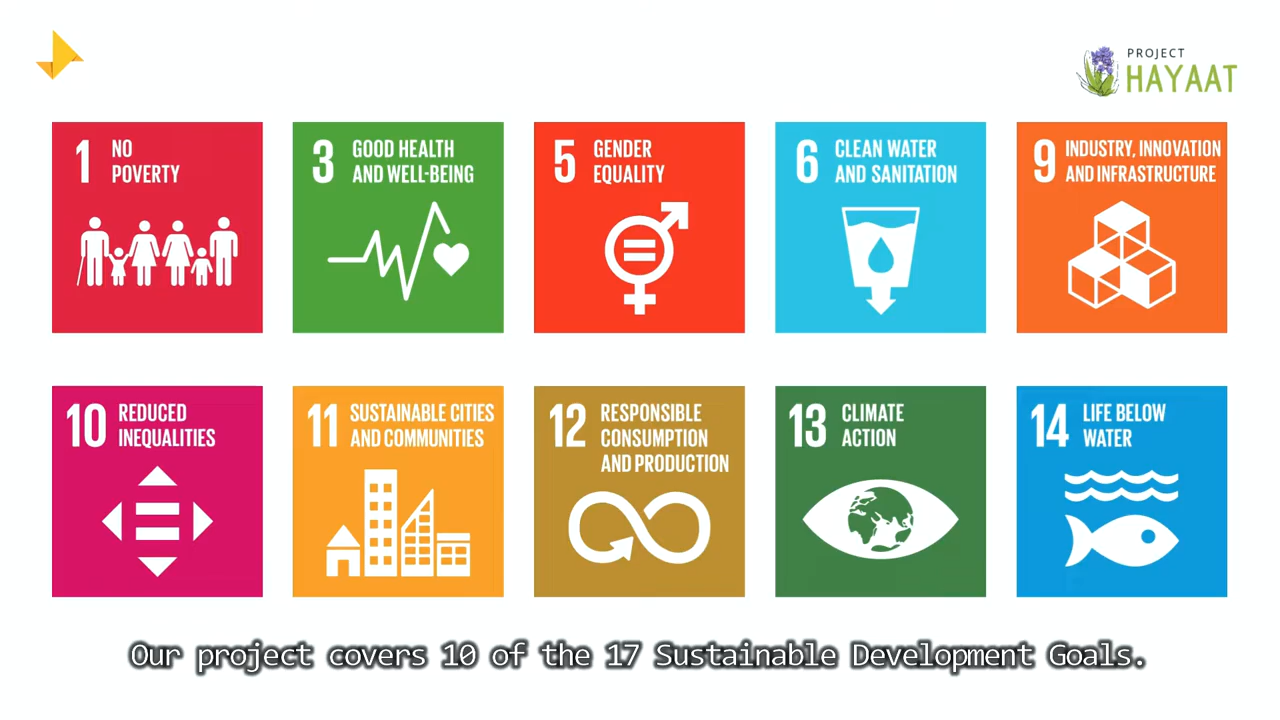 PROJECT
HAYAAT
1 NO
POVERTY
3 GOOD HEALTH
AND WELL-BEING
5 GENDER
EQUALITY
6 CLEAN WATER
AND SANITATION
9 INDUSTRY, INNOVATION
AND INFRASTRUCTURE
10 REDUCED
INEQUALITIES
11 SUSTAINABLE CITIES
AND COMMUNITIES
12 RESPONSIBLE
CONSUMPTION
AND PRODUCTION
13 CLIMATE
ACTION
14 LIFE BELOW
WATER
Our project covers 10 of the 17 Sustainable Development Goals.